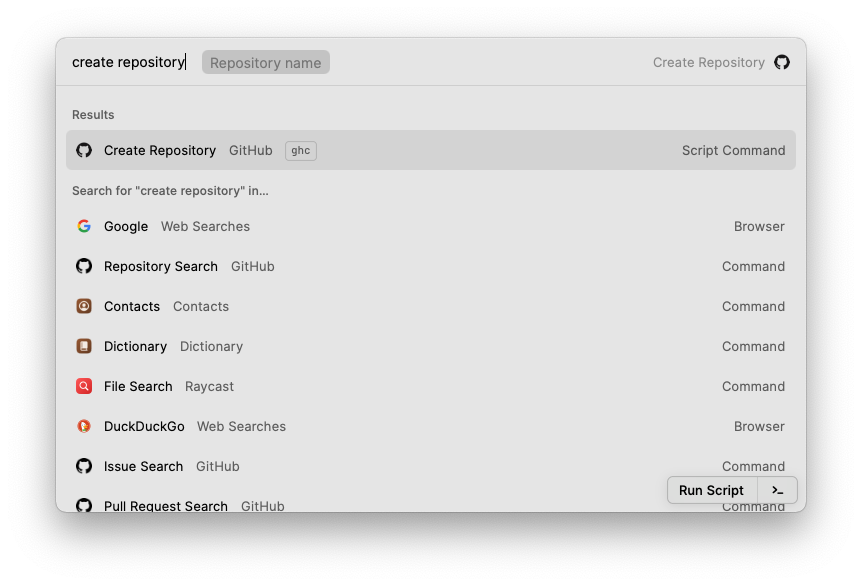 create repository Repository name Create Repository
Results
Create Repository GitHub ghc Script Command
Search for "create repository" in...
Google Web Searches Browser
Repository Search GitHub Command
Contacts Contacts Command
Dictionary Dictionary Command
File Search Raycast Command
DuckDuckGo Web Searches Browser
Issue Search GitHub Command
Run Script >_
Pull Request Search GitHub Command